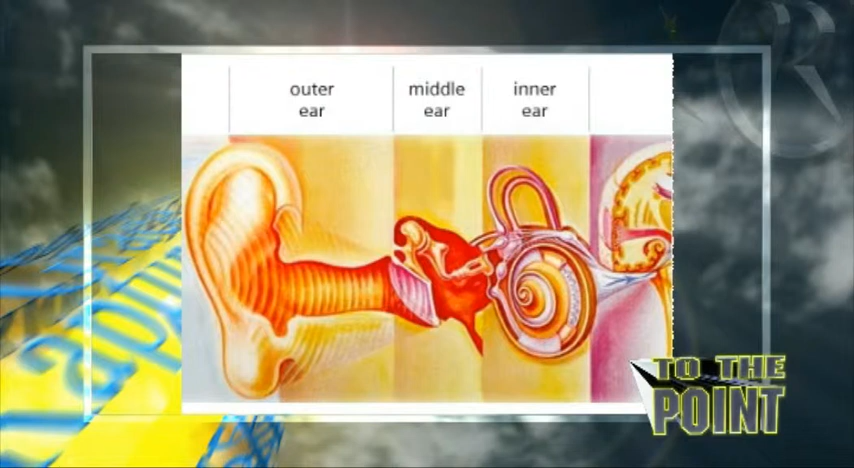 outer middle inner
ear ear ear
TO THE
POINT